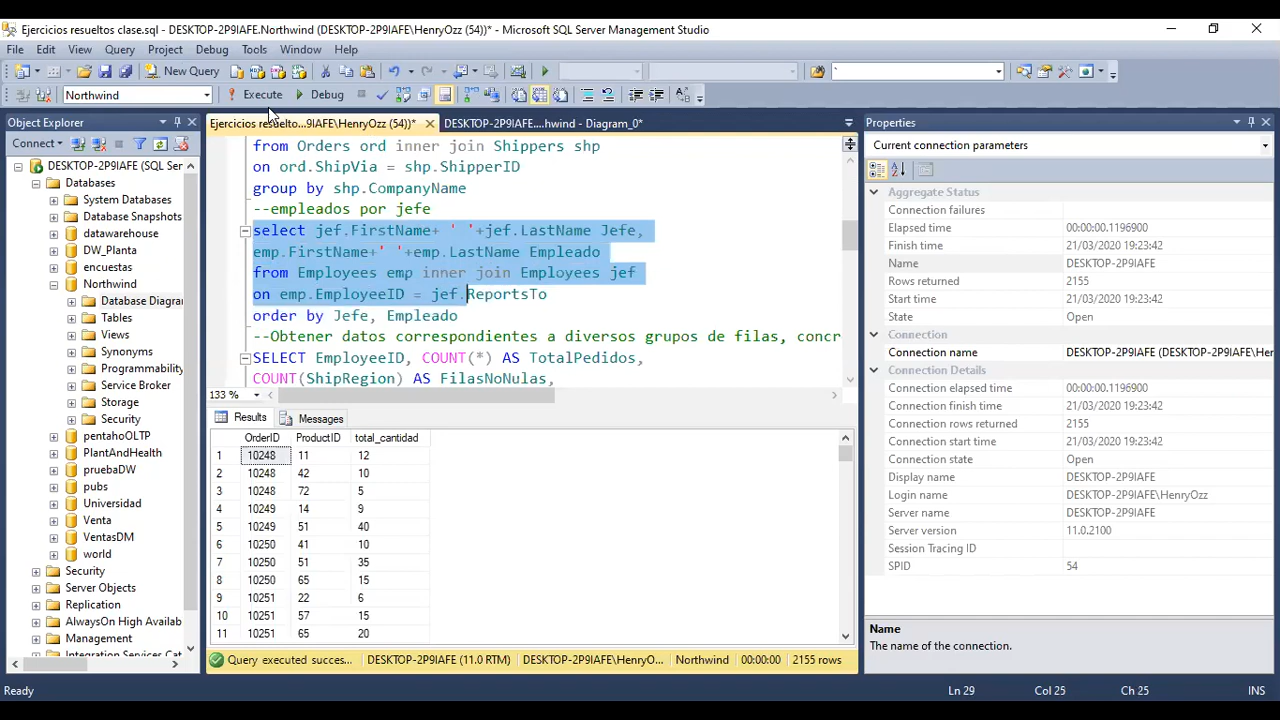 Ejercicios resueltos clase.sql - DESKTOP-2P9IAFE.Northwind (DESKTOP-2P9IAFE\HenryOzz (54))* - Microsoft SQL Server Management Studio
File Edit View Query Project Debug Tools Window Help
New Query
Northwind Execute Debug
Object Explorer
Connect
DESKTOP-2P9IAFE (SQL Ser
Databases
System Databases
Database Snapshots
datawarehouse
DW_Planta
encuestas
Northwind
Database Diagra
Tables
Views
Synonyms
Programmability
Service Broker
Storage
Security
pentahoOLTP
PlantAndHealth
pruebaDW
pubs
Universidad
Venta
VentasDM
world
Security
Server Objects
Replication
AlwaysOn High Availab
Management
Integration Services Cat
Ejercicios resuelto...9IAFE\HenryOzz (54))* DESKTOP-2P9IAFE....hwind - Diagram_0*
from Orders ord inner join Shippers shp
on ord.ShipVia = shp.ShipperID
group by shp.CompanyName
--empleados por jefe
select jef.FirstName+ ' '+jef.LastName Jefe,
emp.FirstName+' '+emp.LastName Empleado
from Employees emp inner join Employees jef
on emp.EmployeeID = jef.ReportsTo
order by Jefe, Empleado
--Obtener datos correspondientes a diversos grupos de filas, concr
SELECT EmployeeID, COUNT(*) AS TotalPedidos,
COUNT(ShipRegion) AS FilasNoNulas,
133 %
Results Messages
OrderID ProductID total_cantidad
1 10248 11 12
2 10248 42 10
3 10248 72 5
4 10249 14 9
5 10249 51 40
6 10250 41 10
7 10250 51 35
8 10250 65 15
9 10251 22 6
10 10251 57 15
11 10251 65 20
Query executed succes... DESKTOP-2P9IAFE (11.0 RTM) DESKTOP-2P9IAFE\HenryO... Northwind 00:00:00 2155 rows
Properties
Current connection parameters
Aggregate Status
Connection failures
Elapsed time 00:00:00.1196900
Finish time 21/03/2020 19:23:42
Name DESKTOP-2P9IAFE
Rows returned 2155
Start time 21/03/2020 19:23:42
State Open
Connection
Connection name DESKTOP-2P9IAFE (DESKTOP-2P9IAFE\Her
Connection Details
Connection elapsed time 00:00:00.1196900
Connection finish time 21/03/2020 19:23:42
Connection rows returned 2155
Connection start time 21/03/2020 19:23:42
Connection state Open
Display name DESKTOP-2P9IAFE
Login name DESKTOP-2P9IAFE\HenryOzz
Server name DESKTOP-2P9IAFE
Server version 11.0.2100
Session Tracing ID
SPID 54
Name
The name of the connection.
Ready Ln 29 Col 25 Ch 25 INS